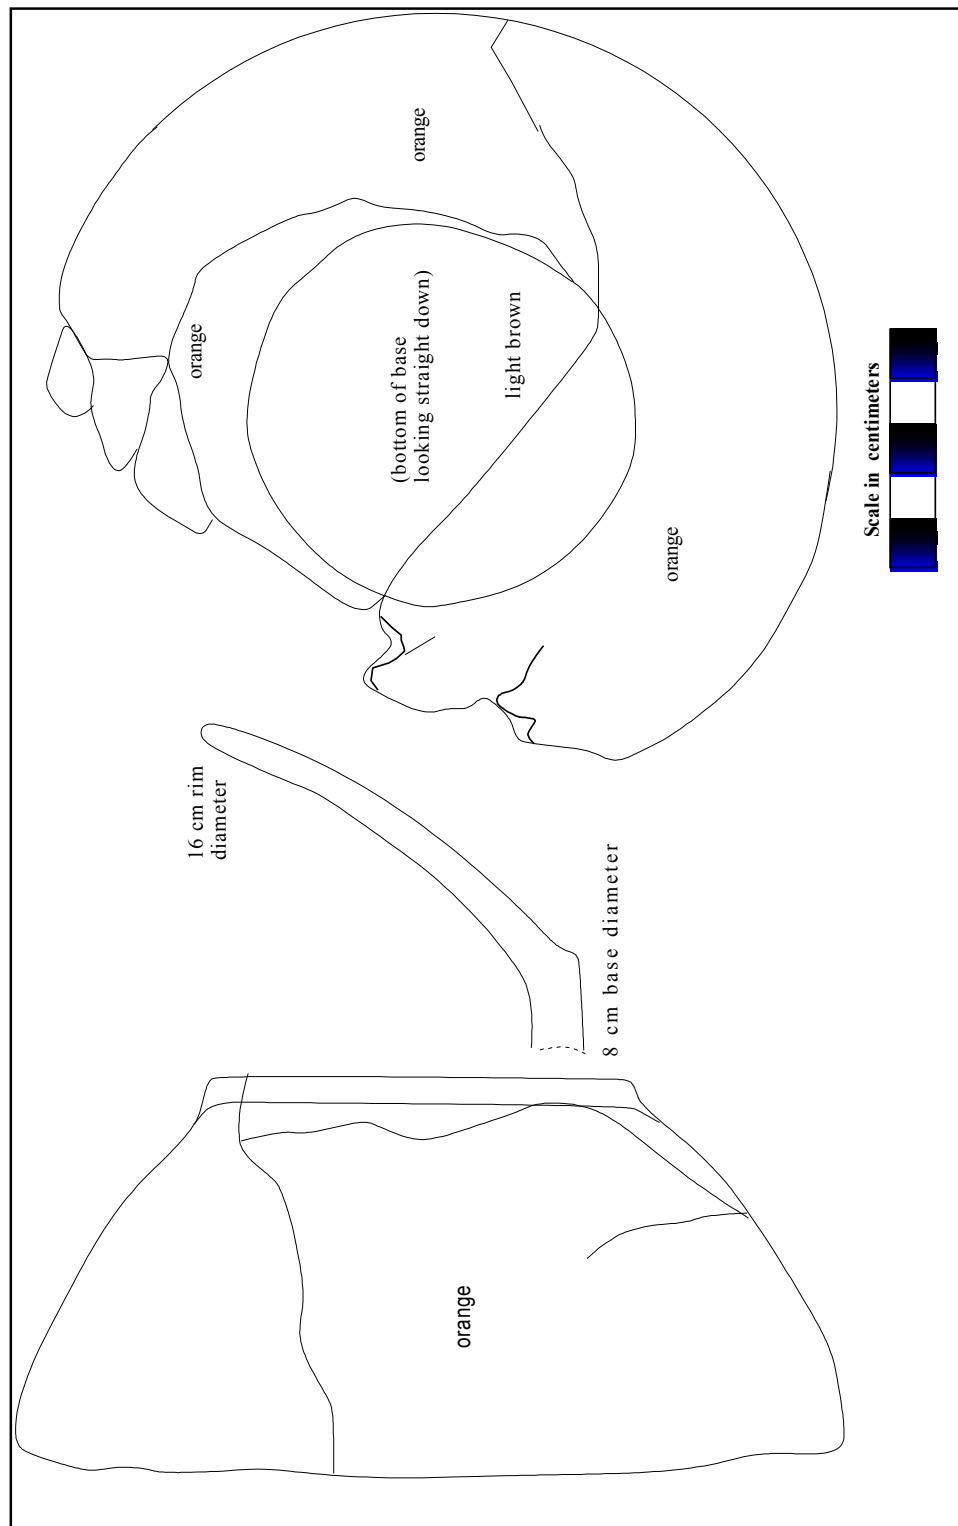 orange
orange
(bottom of base
looking straight down)
light brown
orange
Scale in centimeters
16 cm rim
diameter
8 cm base diameter
orange